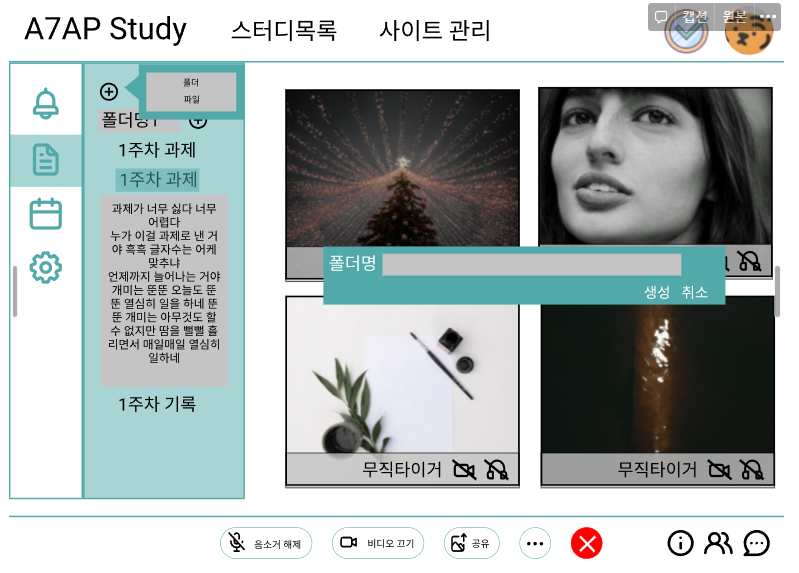 A7AP Study
스터디목록
사이트 관리
캡션
원본
폴더
파일
폴더명1
1주차 과제
1주차 과제
과제가 너무 싫다 너무
어렵다
누가 이걸 과제로 낸 거
야 흑흑 글자수는 어케
맞추냐
언제까지 늘어나는 거야
개미는 뚠뚠 오늘도 뚠
뚠 열심히 일을 하네 뚠
뚠 개미는 아무것도 할
수 없지만 땀을 뻘뻘 흘
리면서 매일매일 열심히
일하네
1주차 기록
폴더명
생성 취소
무직타이거
무직타이거
음소거 해제
비디오 끄기
공유